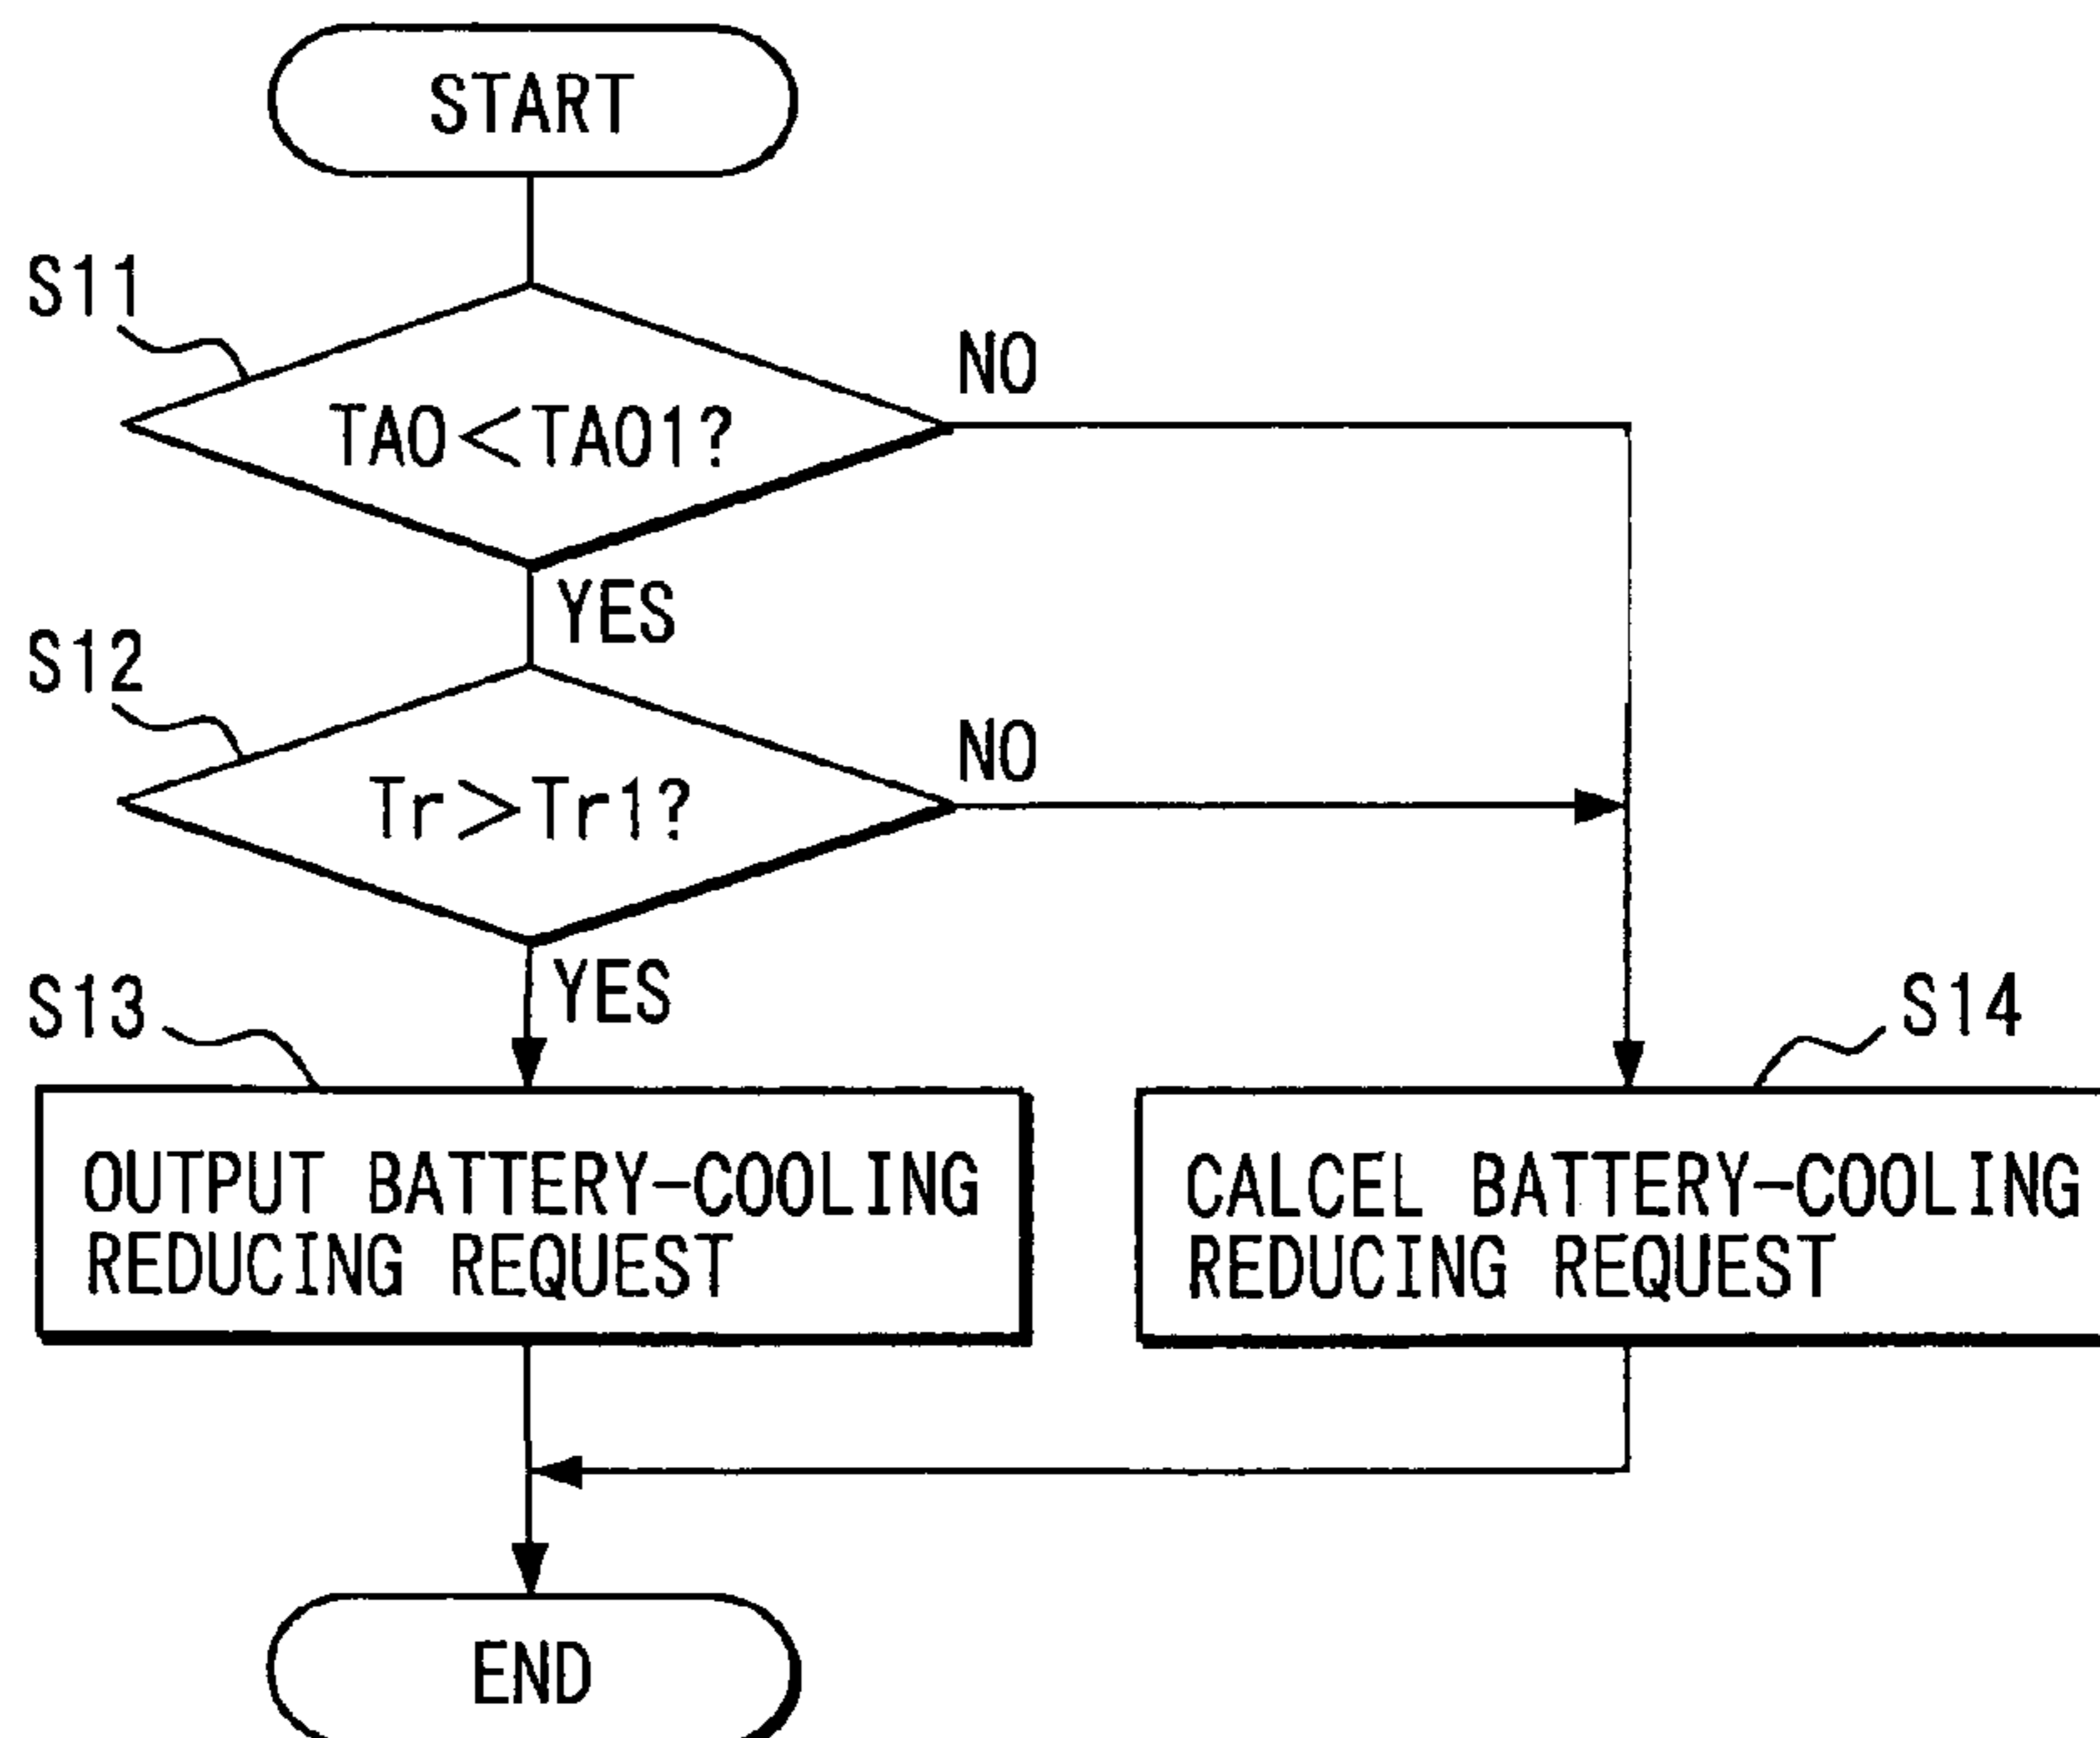 START
S11
NO
TAO<TAO1?
YES
S12
NO
Tr>Tr1?
YES
S13
S14
OUTPUT BATTERY-COOLING
REDUCING REQUEST
CALCEL BATTERY-COOLING
REDUCING REQUEST
END